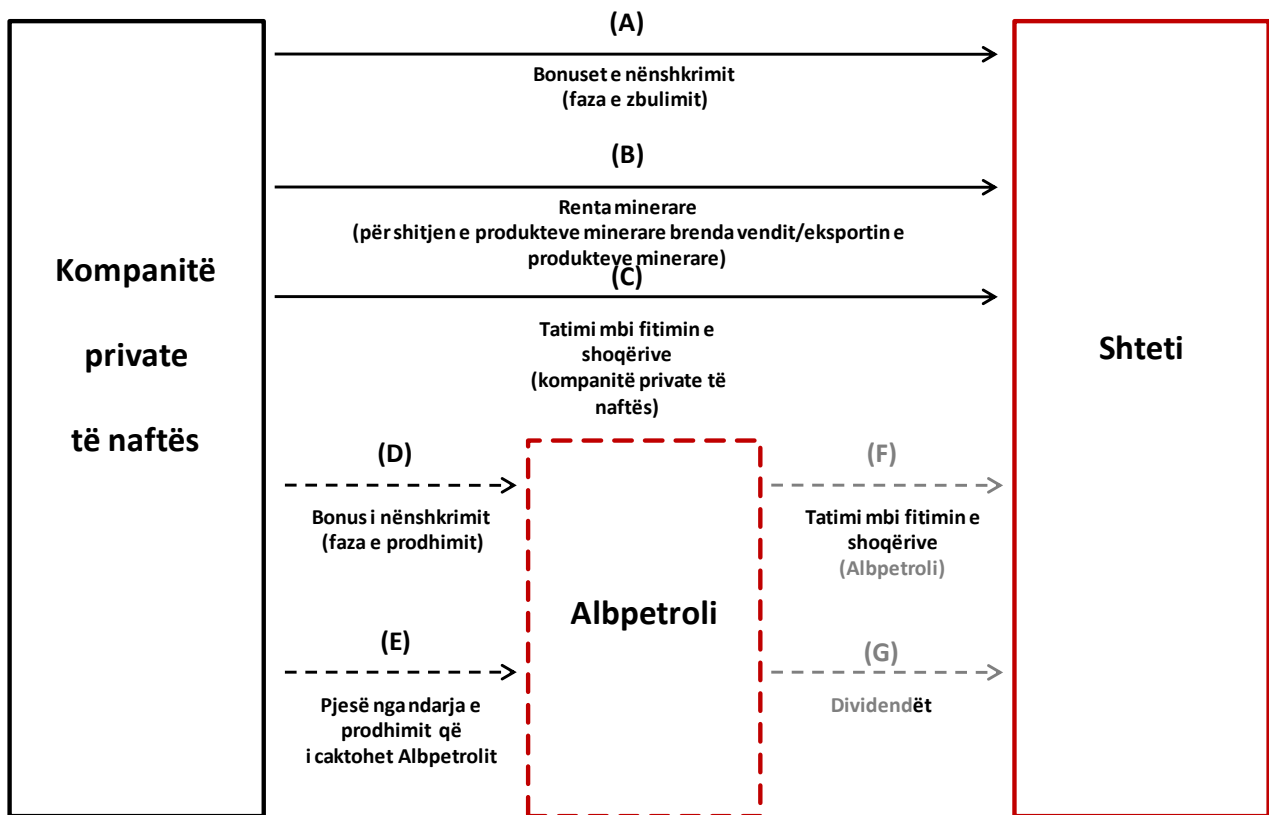 (A)
Bonuset e nënshkrimit
(faza e zbulimit)
(B)
Renta minerare
(për shitjen e produkteve minerare brenda vendit/eksportin e
produkteve minerare)
(C)
Tatimi mbi fitimin e
shoqërive
(kompanitë private të
naftës)
Kompanitë
private
të naftës
Shteti
(D)
Bonus i nënshkrimit
(faza e prodhimit)
(E)
Pjesë nga ndarja e
prodhimit që
i caktohet Albpetrolit
Albpetroli
(F)
Tatimi mbi fitimin e
shoqërive
(Albpetroli)
(G)
Dividendët